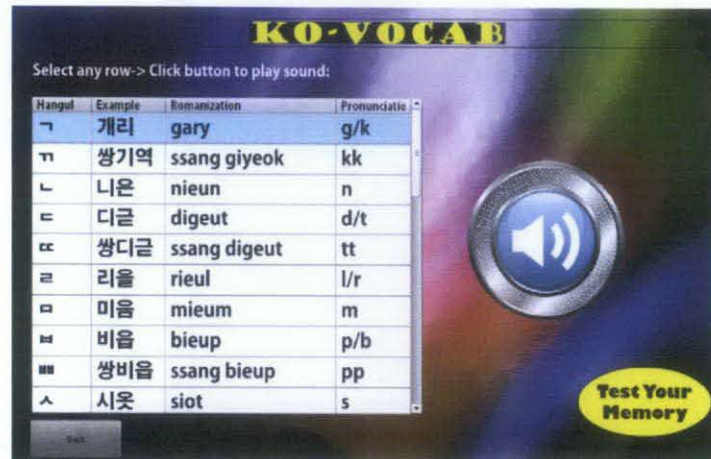 KO-VOCAB
Select any row-> Click button to play sound:
Hangul Example Romanization Pronunciatio
ㄱ 개리 gary g/k
ㄲ 쌍기역 ssang giyeok kk
ㄴ 니은 nieun n
ㄷ 디귿 digeut d/t
ㄸ 쌍디귿 ssang digeut tt
ㄹ 리을 rieul l/r
ㅁ 미음 mieum m
ㅂ 비읍 bieup p/b
ㅃ 쌍비읍 ssang bieup pp
ㅅ 시옷 siot s
Test Your
Memory
Back